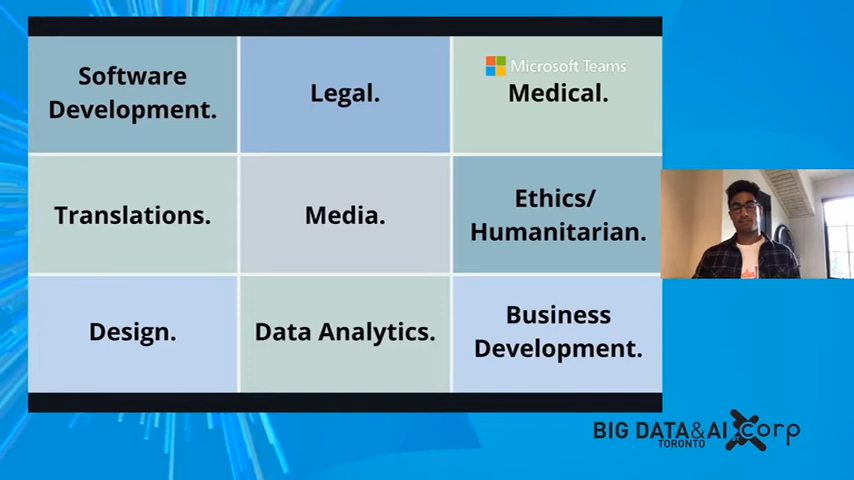 Software
Development.
Legal.
Microsoft Teams
Medical.
Translations.
Media.
Ethics/
Humanitarian.
Design.
Data Analytics.
Business
Development.
BIG DATA&AI
TORONTO
corp